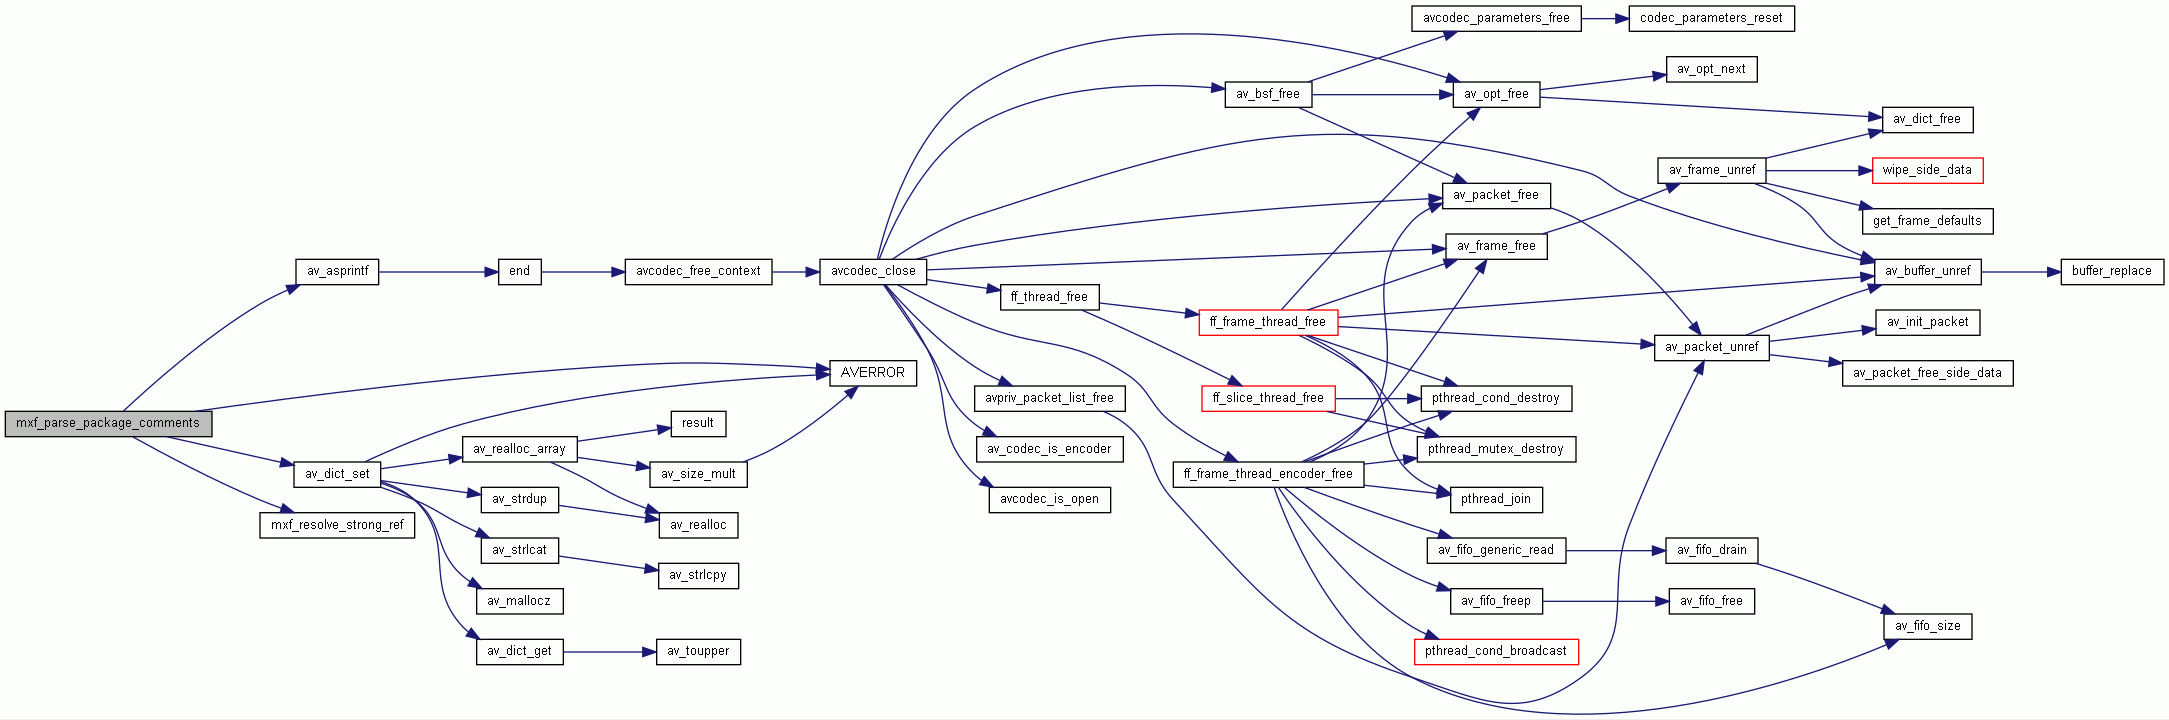 mxf_parse_package_comments
av_asprintf
end
avcodec_free_context
avcodec_close
AVERROR
av_dict_set
mxf_resolve_strong_ref
av_realloc_array
av_strdup
av_strlcat
av_mallocz
av_dict_get
result
av_size_mult
av_realloc
av_strlcpy
av_toupper
ff_thread_free
avpriv_packet_list_free
av_codec_is_encoder
avcodec_is_open
av_bsf_free
ff_frame_thread_free
ff_slice_thread_free
ff_frame_thread_encoder_free
avcodec_parameters_free
av_opt_free
av_packet_free
av_frame_free
pthread_cond_destroy
pthread_mutex_destroy
pthread_join
av_fifo_generic_read
av_fifo_freep
pthread_cond_broadcast
codec_parameters_reset
av_opt_next
av_frame_unref
av_packet_unref
av_fifo_drain
av_fifo_free
av_dict_free
wipe_side_data
get_frame_defaults
av_buffer_unref
av_init_packet
av_packet_free_side_data
av_fifo_size
buffer_replace